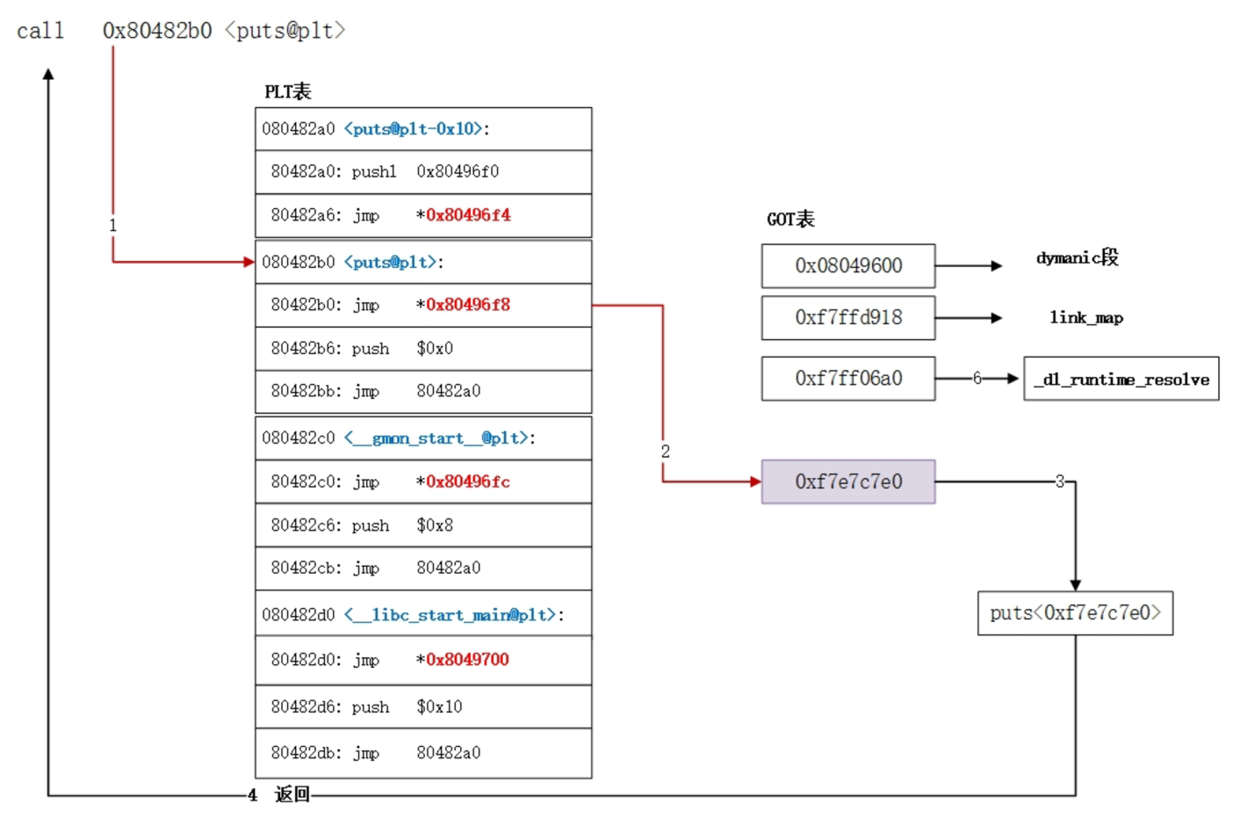 call 0x80482b0 <puts@plt>
PLT表
080482a0 <puts@plt-0x10>:
80482a0: pushl 0x80496f0
80482a6: jmp *0x80496f4
1
080482b0 <puts@plt>:
80482b0: jmp *0x80496f8
80482b6: push $0x0
80482bb: jmp 80482a0
080482c0 <__gmon_start__@plt>:
80482c0: jmp *0x80496fc
80482c6: push $0x8
80482cb: jmp 80482a0
080482d0 <__libc_start_main@plt>:
80482d0: jmp *0x8049700
80482d6: push $0x10
80482db: jmp 80482a0
2
GOT表
0x08049600
dymanic段
0xf7ffd918
link_map
0xf7ff06a0
6
_dl_runtime_resolve
0xf7e7c7e0
3
puts<0xf7e7c7e0>
4 返回